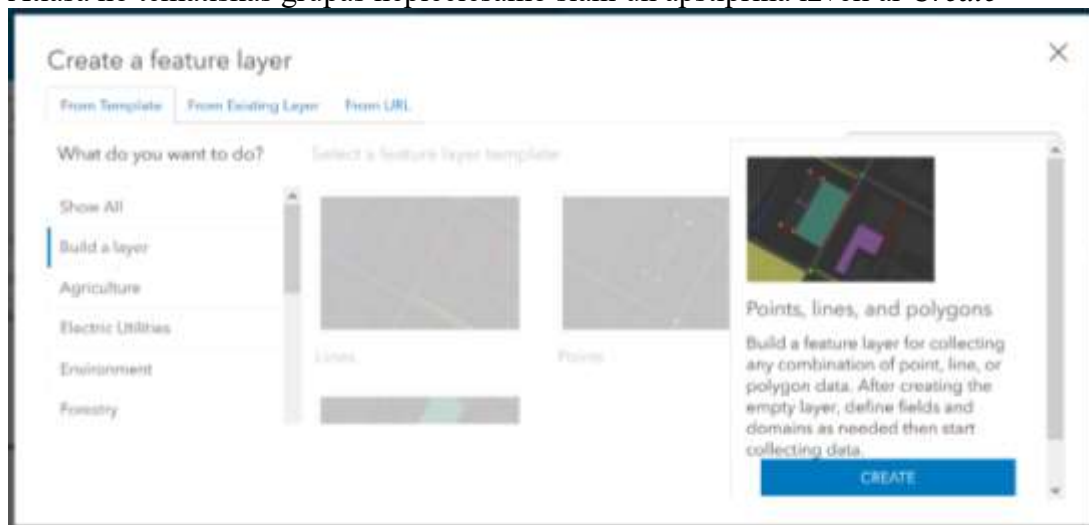 Create a feature layer
From Template From Existing Layer From URL
What do you want to do?
Select a feature layer template
Show All
Build a layer
Agriculture
Electric Utilities
Environment
Forestry
Lines
Points
Points, lines, and polygons
Build a feature layer for collecting
any combination of point, line, or
polygon data. After creating the
empty layer, define fields and
domains as needed then start
collecting data.
CREATE